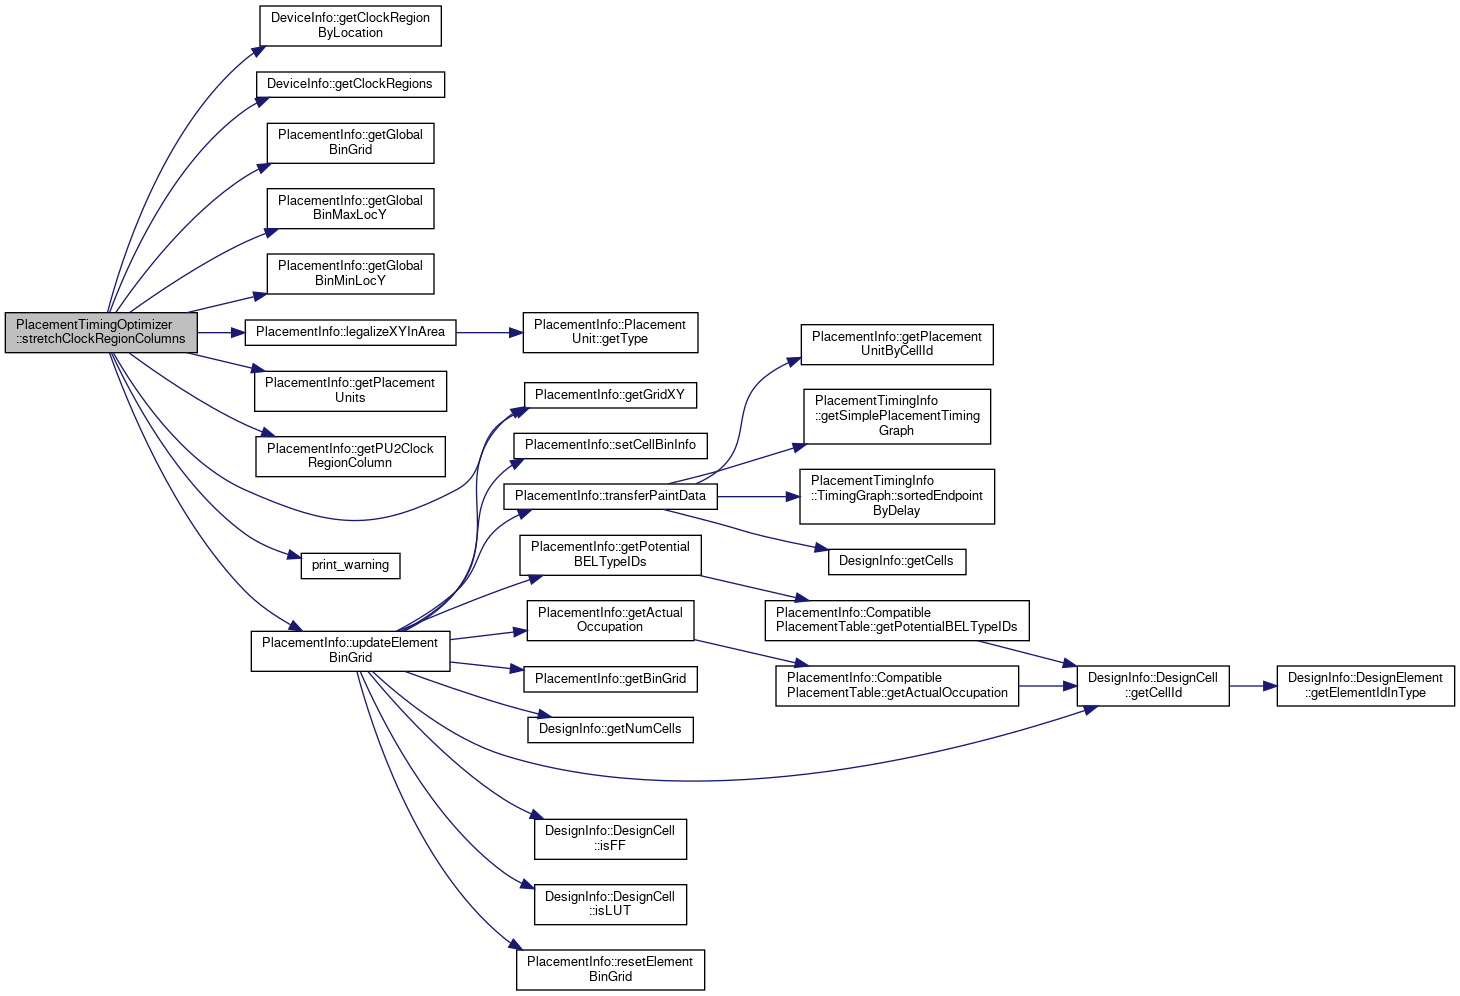 DeviceInfo::getClockRegion
ByLocation
DeviceInfo::getClockRegions
PlacementInfo::getGlobal
BinGrid
PlacementInfo::getGlobal
BinMaxLocY
PlacementInfo::getGlobal
BinMinLocY
PlacementTimingOptimizer
::stretchClockRegionColumns
PlacementInfo::legalizeXYInArea
PlacementInfo::Placement
Unit::getType
PlacementInfo::getPlacement
Units
PlacementInfo::getPU2Clock
RegionColumn
print_warning
PlacementInfo::updateElement
BinGrid
PlacementInfo::getGridXY
PlacementInfo::setCellBinInfo
PlacementInfo::transferPaintData
PlacementInfo::getPotential
BELTypeIDs
PlacementInfo::getActual
Occupation
PlacementInfo::getBinGrid
DesignInfo::getNumCells
DesignInfo::DesignCell
::isFF
DesignInfo::DesignCell
::isLUT
PlacementInfo::resetElement
BinGrid
PlacementInfo::getPlacement
UnitByCellId
PlacementTimingInfo
::getSimplePlacementTiming
Graph
PlacementTimingInfo
::TimingGraph::sortedEndpoint
ByDelay
DesignInfo::getCells
PlacementInfo::Compatible
PlacementTable::getPotentialBELTypeIDs
PlacementInfo::Compatible
PlacementTable::getActualOccupation
DesignInfo::DesignCell
::getCellId
DesignInfo::DesignElement
::getElementIdInType